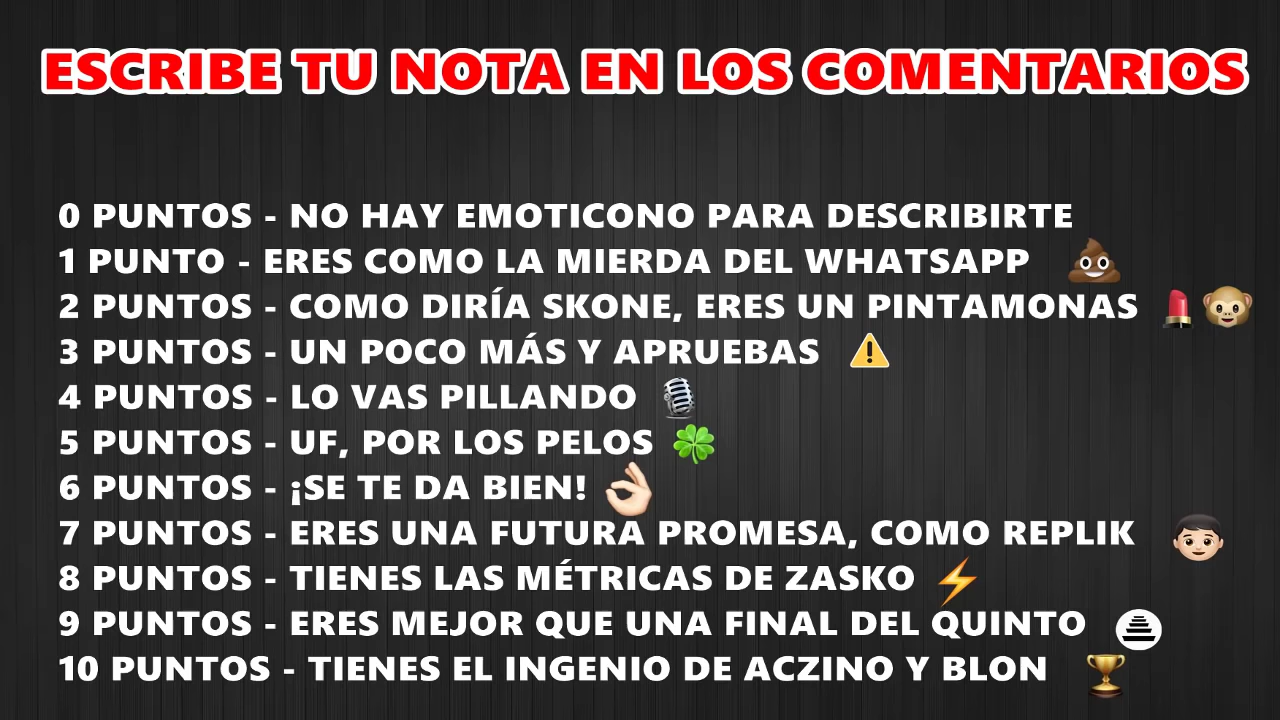 ESCRIBE TU NOTA EN LOS COMENTARIOS
0 PUNTOS - NO HAY EMOTICONO PARA DESCRIBIRTE
1 PUNTO - ERES COMO LA MIERDA DEL WHATSAPP
2 PUNTOS - COMO DIRÍA SKONE, ERES UN PINTAMONAS
3 PUNTOS - UN POCO MÁS Y APRUEBAS
4 PUNTOS - LO VAS PILLANDO
5 PUNTOS - UF, POR LOS PELOS
6 PUNTOS - ¡SE TE DA BIEN!
7 PUNTOS - ERES UNA FUTURA PROMESA, COMO REPLIK
8 PUNTOS - TIENES LAS MÉTRICAS DE ZASKO
9 PUNTOS - ERES MEJOR QUE UNA FINAL DEL QUINTO
10 PUNTOS - TIENES EL INGENIO DE ACZINO Y BLON